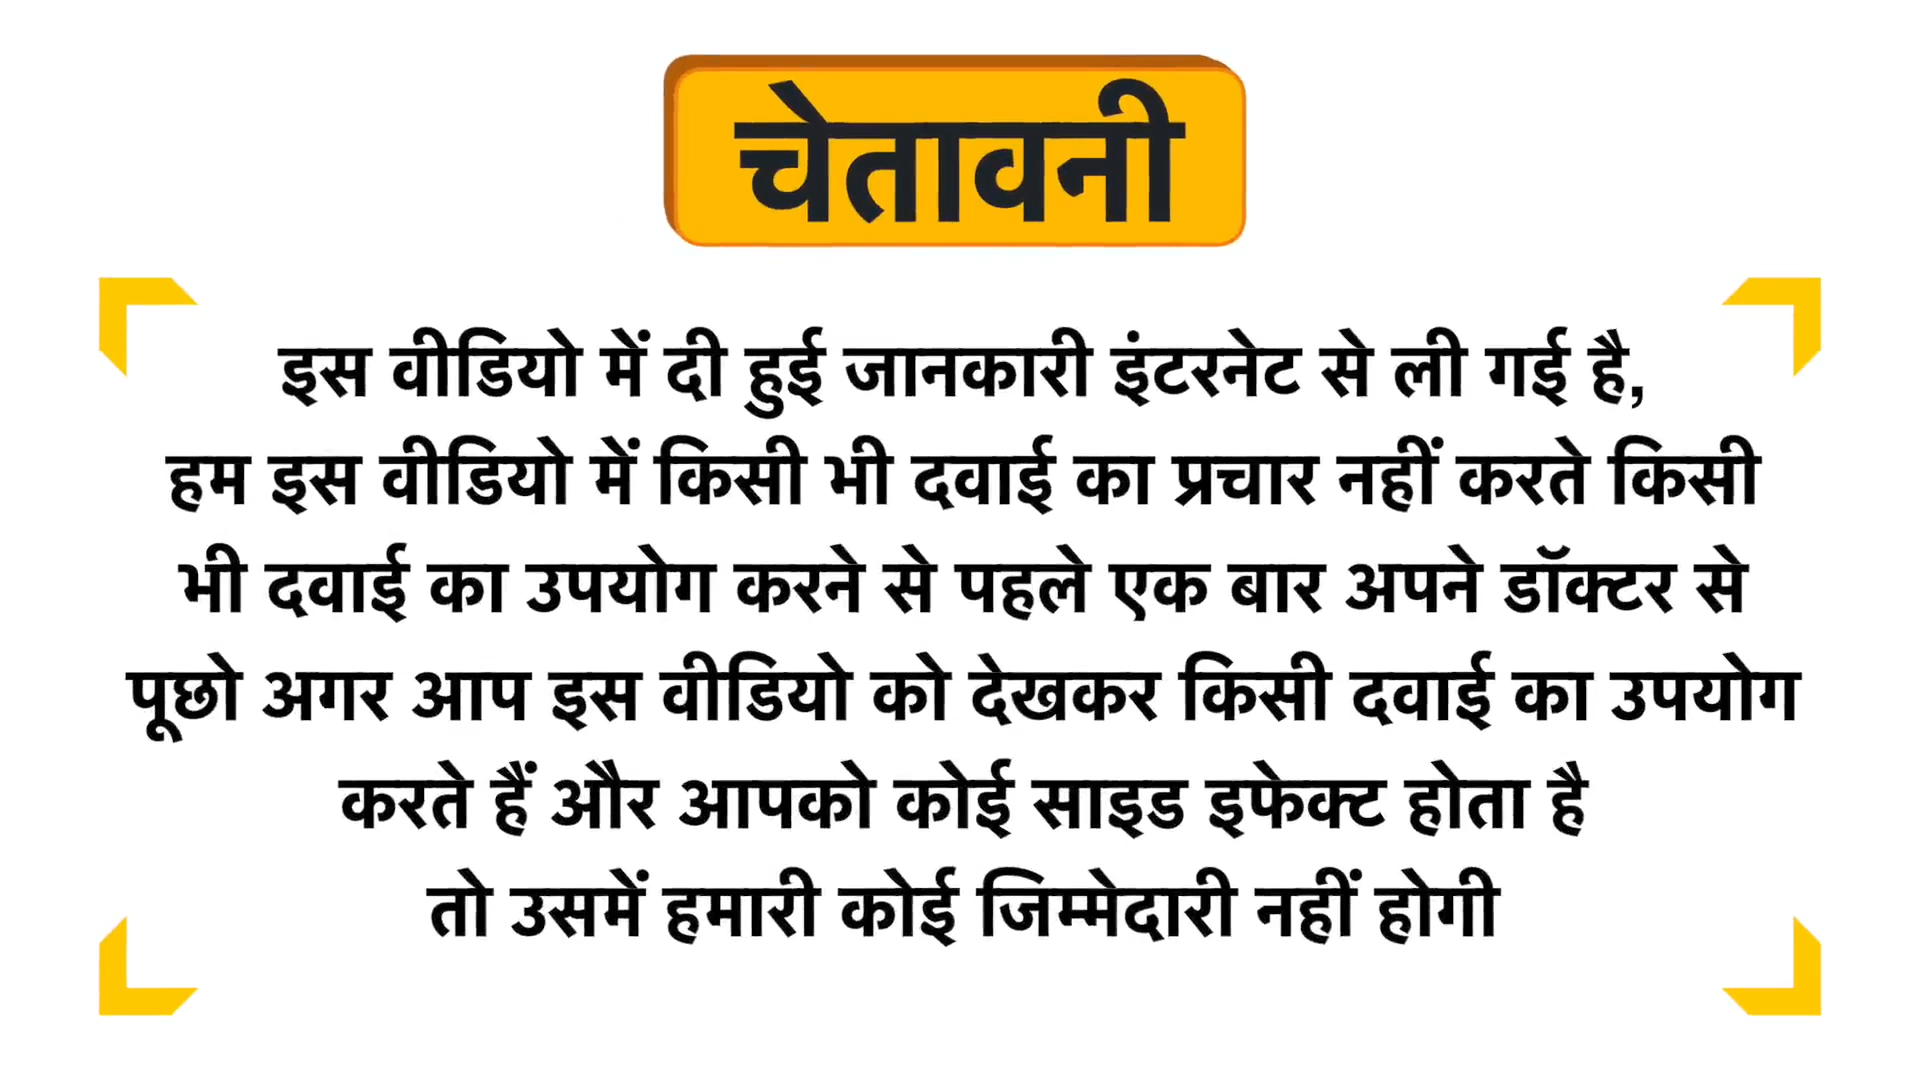 चेतावनी
इस वीडियो में दी हुई जानकारी इंटरनेट से ली गई है,
हम इस वीडियो में किसी भी दवाई का प्रचार नहीं करते किसी
भी दवाई का उपयोग करने से पहले एक बार अपने डॉक्टर से
पूछो अगर आप इस वीडियो को देखकर किसी दवाई का उपयोग
करते हैं और आपको कोई साइड इफेक्ट होता है
तो उसमें हमारी कोई जिम्मेदारी नहीं होगी